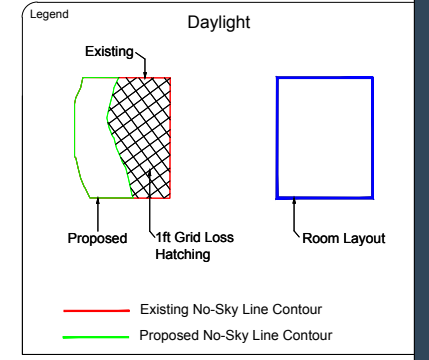 Legend
Daylight
Existing
Proposed
1ft Grid Loss
Hatching
Room Layout
Existing No-Sky Line Contour
Proposed No-Sky Line Contour